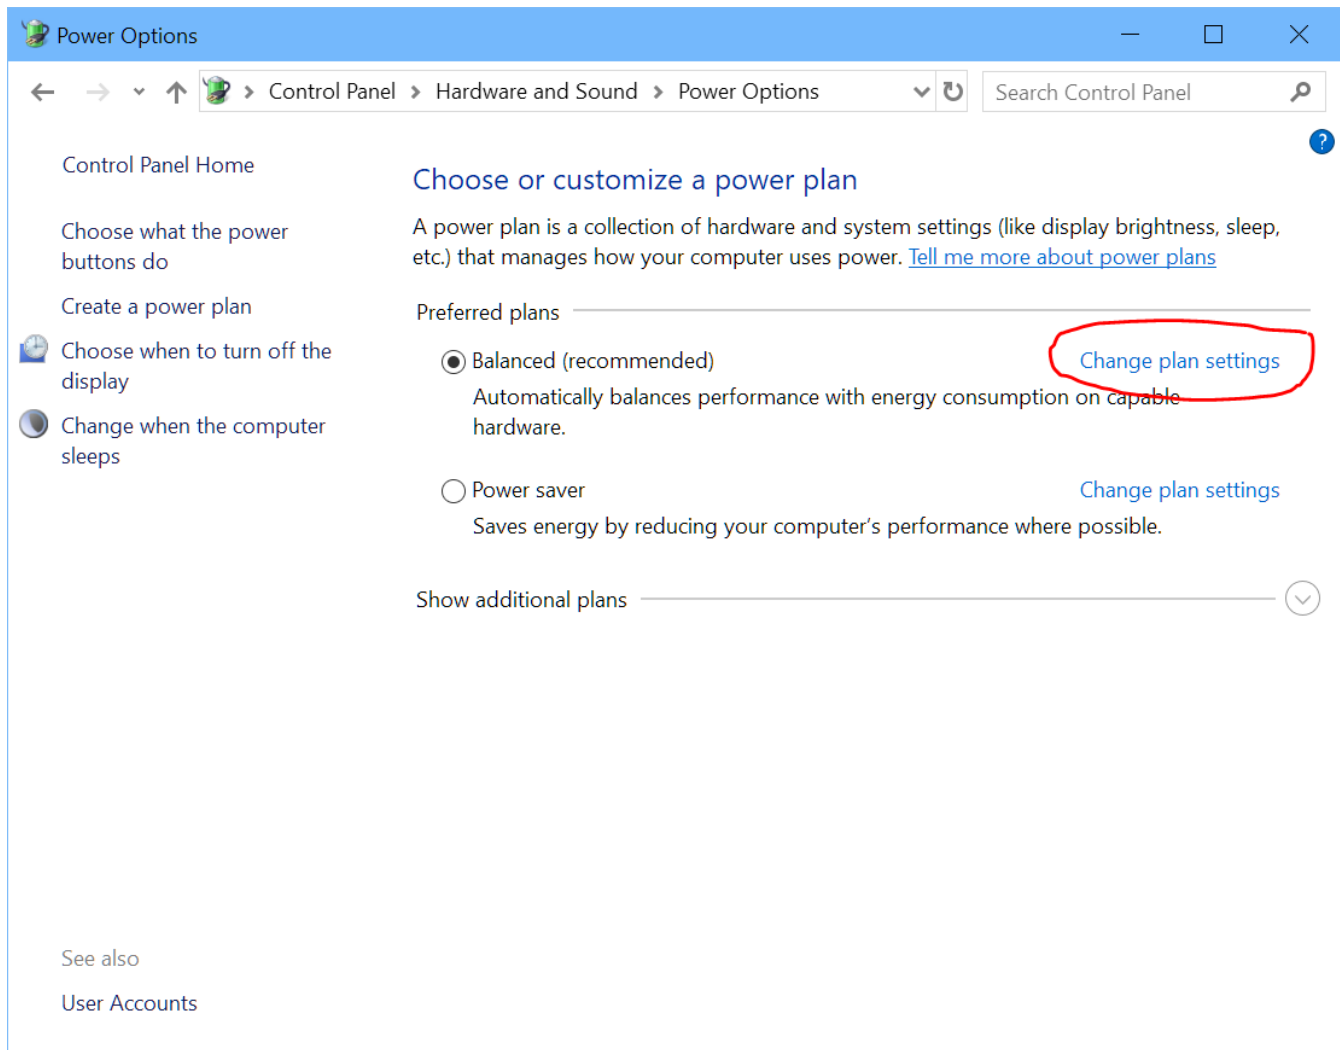 Power Options
Control Panel > Hardware and Sound > Power Options
Search Control Panel
?
Control Panel Home
Choose what the power
buttons do
Create a power plan
Choose when to turn off the
display
Change when the computer
sleeps
Choose or customize a power plan
A power plan is a collection of hardware and system settings (like display brightness, sleep,
etc.) that manages how your computer uses power. Tell me more about power plans
Preferred plans
Balanced (recommended) Change plan settings
Automatically balances performance with energy consumption on capable
hardware.
Power saver Change plan settings
Saves energy by reducing your computer’s performance where possible.
Show additional plans
See also
User Accounts